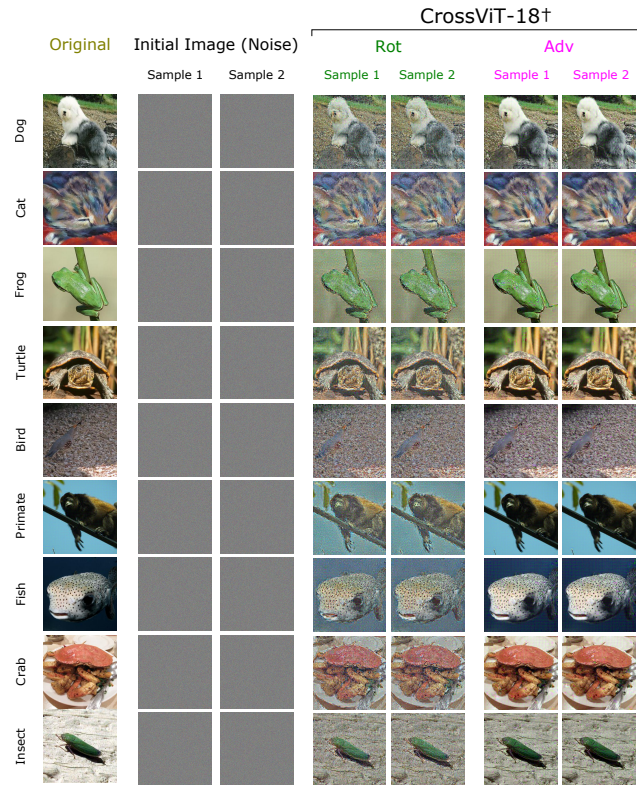 CrossViT-18†
Original Initial Image (Noise) Rot Adv
Sample 1 Sample 2 Sample 1 Sample 2 Sample 1 Sample 2
Dog
Cat
Frog
Turtle
Bird
Primate
Fish
Crab
Insect